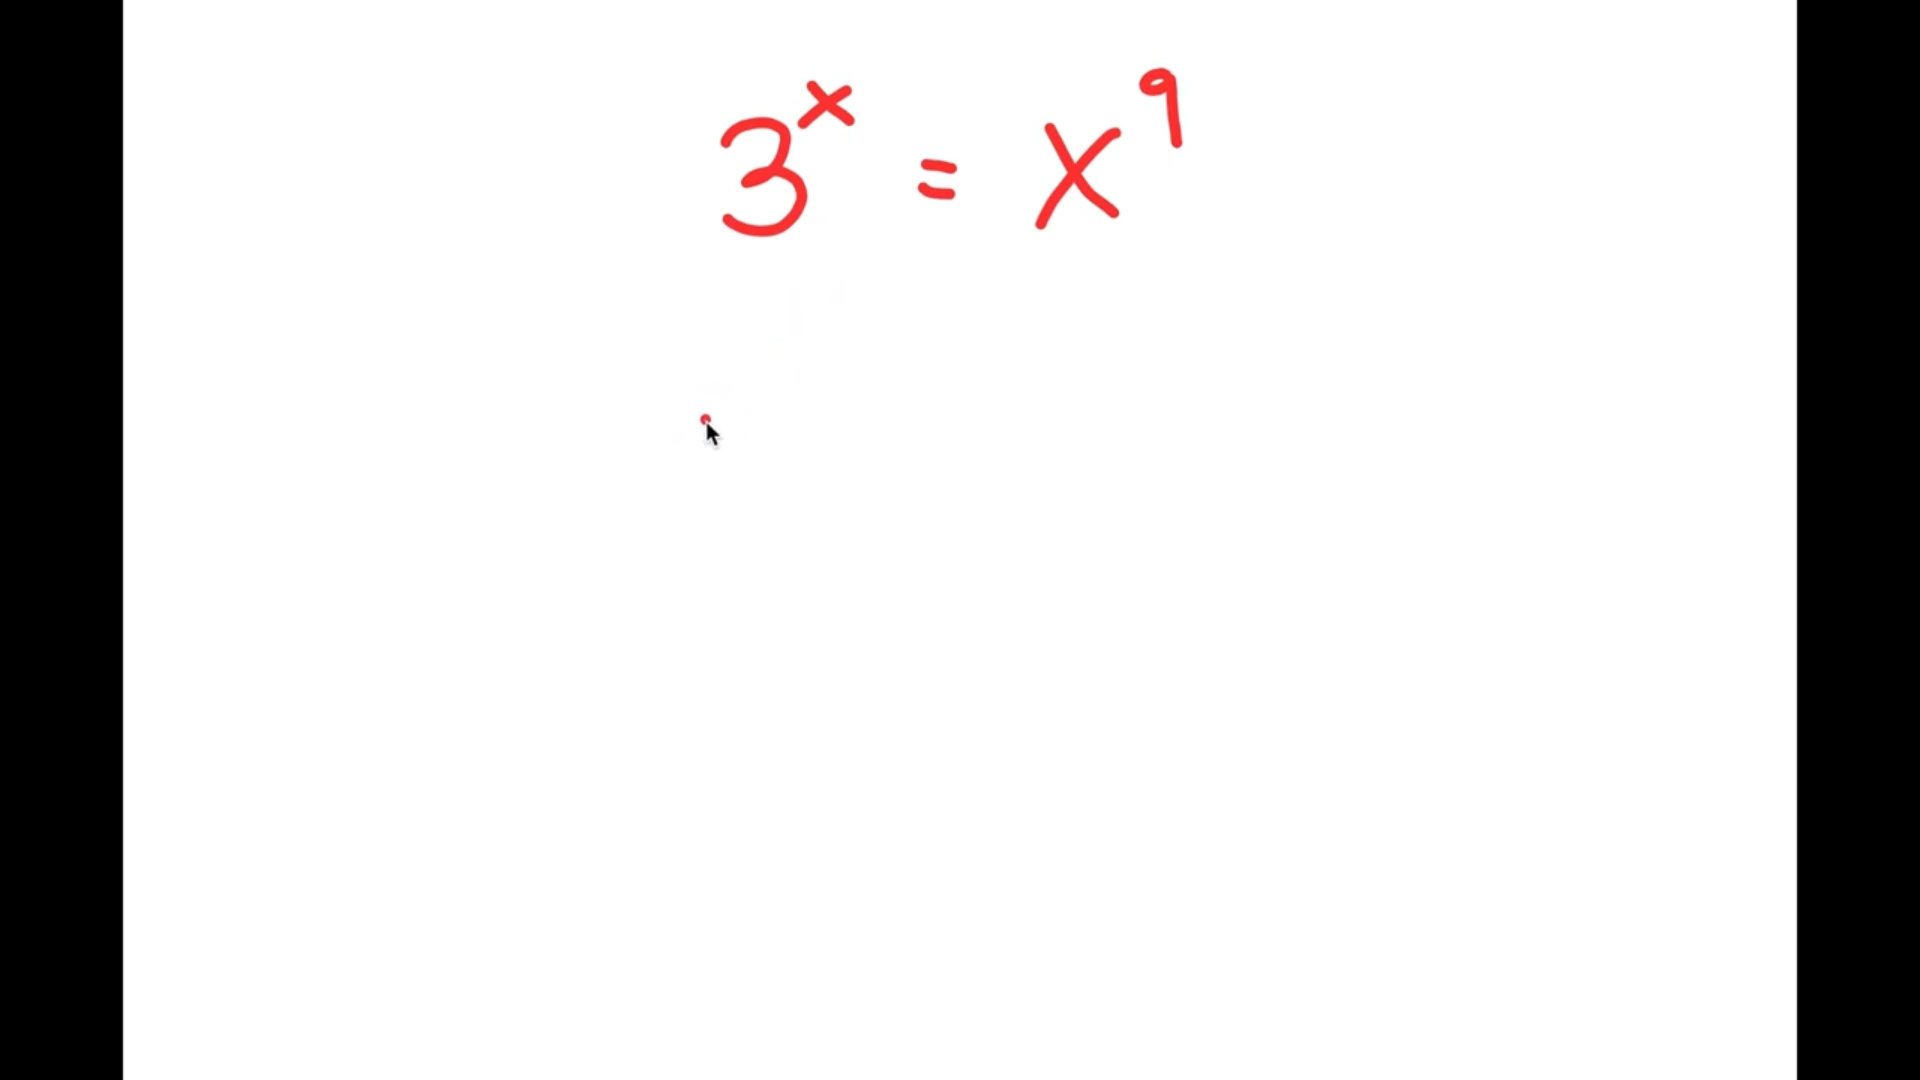 3^x = x^9